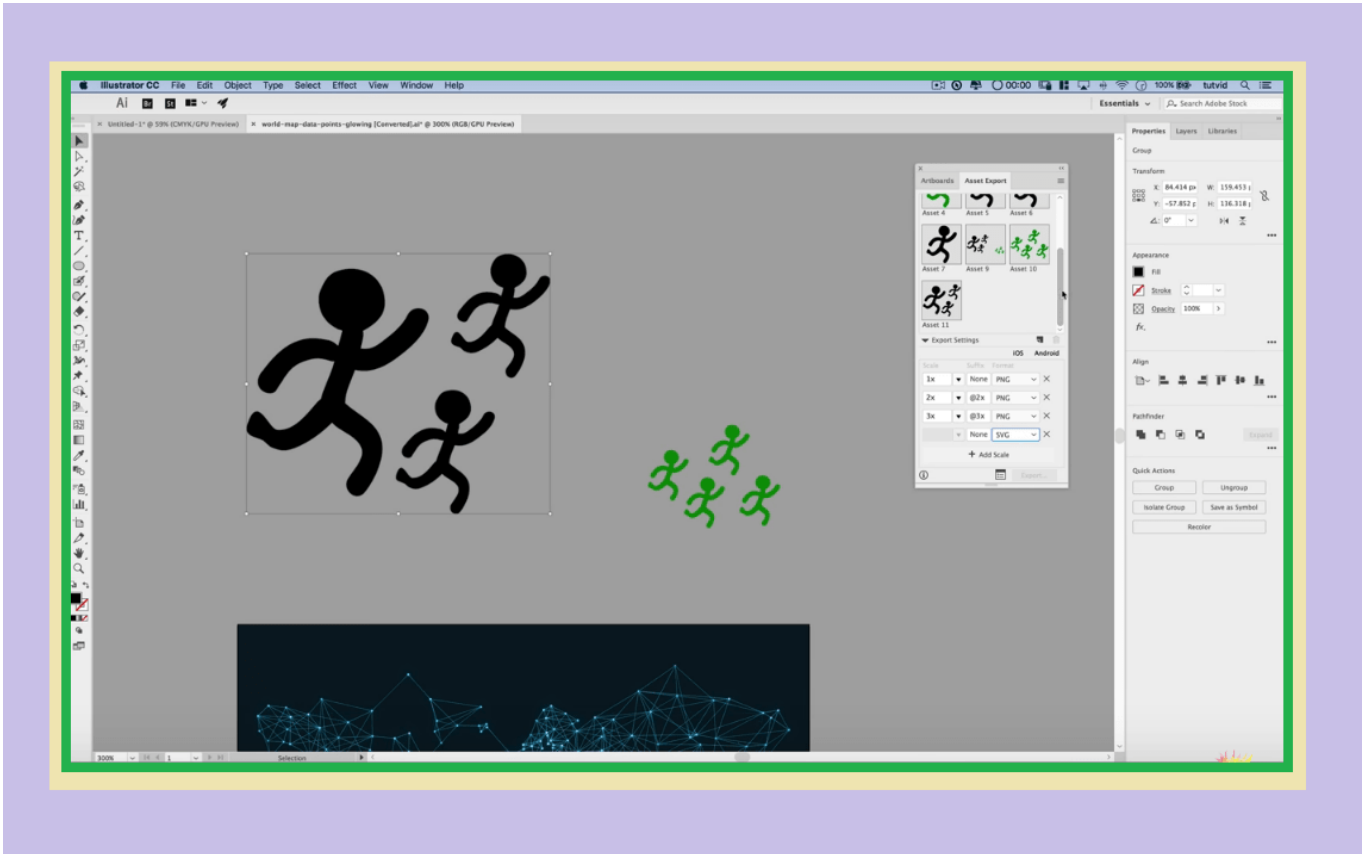 Illustrator CC File Edit Object Type Select Effect View Window Help 00:00 100% tutvid
Ai Br St Essentials Search Adobe Stock
× Untitled-1* @ 59% (CMYK/GPU Preview) × world-map-data-points-glowing [Converted].ai* @ 300% (RGB/GPU Preview)
Properties Layers Libraries
Group
Transform
X: 84.414 px W: 159.453
Y: -57.852 H: 136.318
0°
Appearance
Fill
Stroke
Opacity 100%
fx.
Align
Pathfinder
Expand
Quick Actions
Group Ungroup
Isolate Group Save as Symbol
Recolor
Artboards Asset Export
Asset 4 Asset 5 Asset 6
Asset 7 Asset 9 Asset 10
Asset 11
Export Settings
iOS Android
Scale Suffix Format
1x None PNG
2x @2x PNG
3x @3x PNG
None SVG
+ Add Scale
Export...
300% 1 Selection